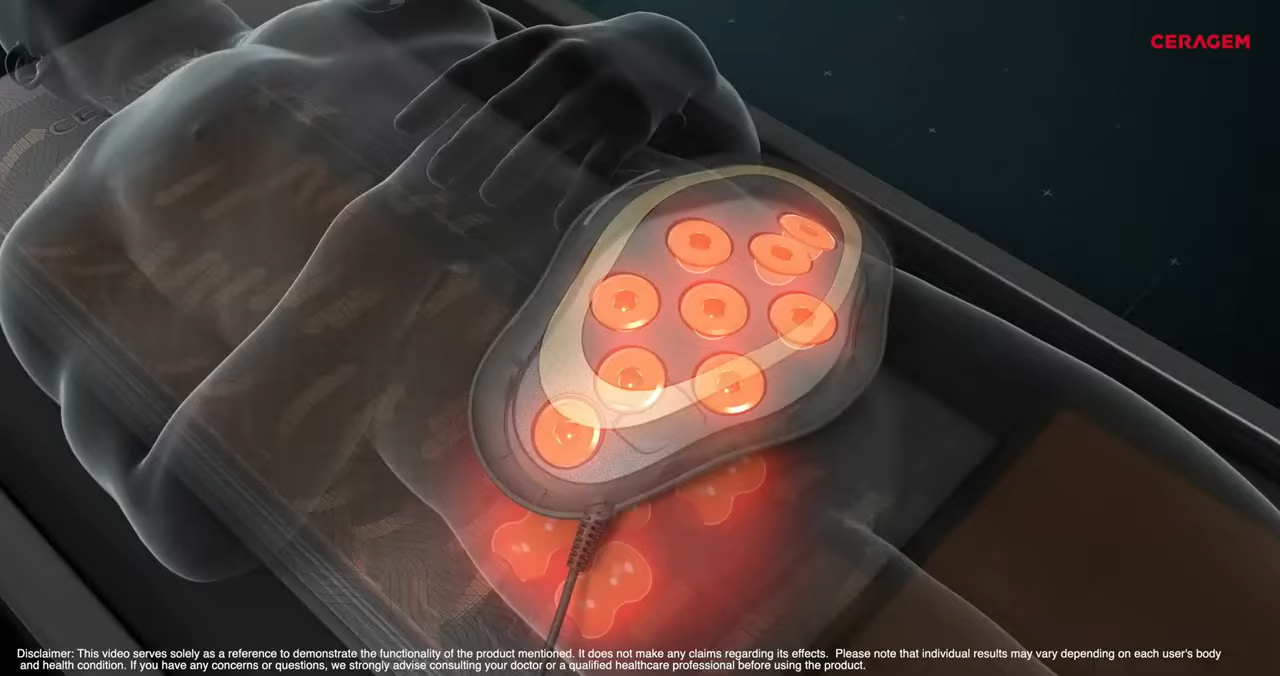 CERAGEM
Disclaimer: This video serves solely as a reference to demonstrate the functionality of the product mentioned. It does not make any claims regarding its effects.  Please note that individual results may vary depending on each user's body
and health condition. If you have any concerns or questions, we strongly advise consulting your doctor or a qualified healthcare professional before using the product.